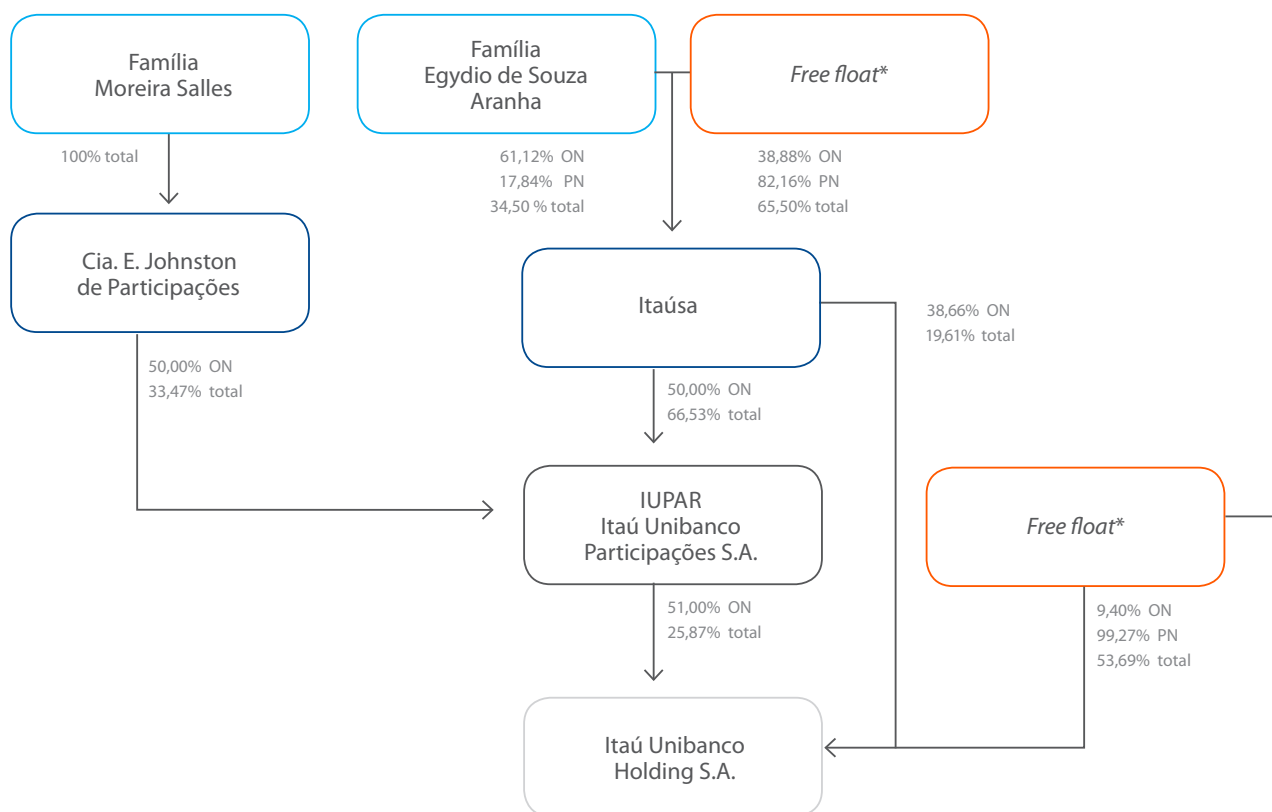 Família
Moreira Salles
Família
Egydio de Souza
Aranha
Free float*
100% total
61,12% ON
17,84% PN
34,50 % total
38,88% ON
82,16% PN
65,50% total
Cia. E. Johnston
de Participações
Itaúsa
38,66% ON
19,61% total
50,00% ON
33,47% total
50,00% ON
66,53% total
IUPAR
Itaú Unibanco
Participações S.A.
Free float*
51,00% ON
25,87% total
9,40% ON
99,27% PN
53,69% total
Itaú Unibanco
Holding S.A.